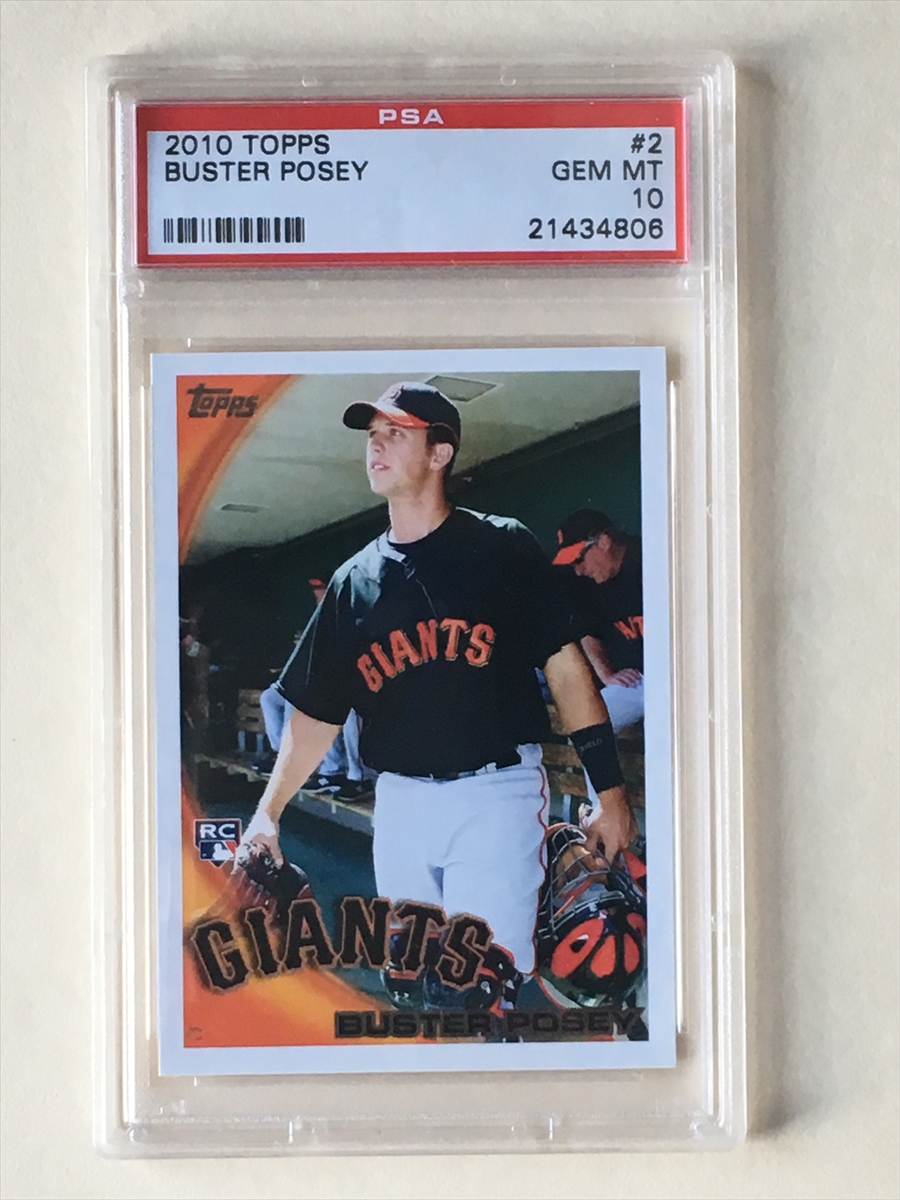 PSA
2010 TOPPS #2
BUSTER POSEY GEM MT
10
21434806
Topps
GIANTS
RC
GIANTS
BUSTER POSEY